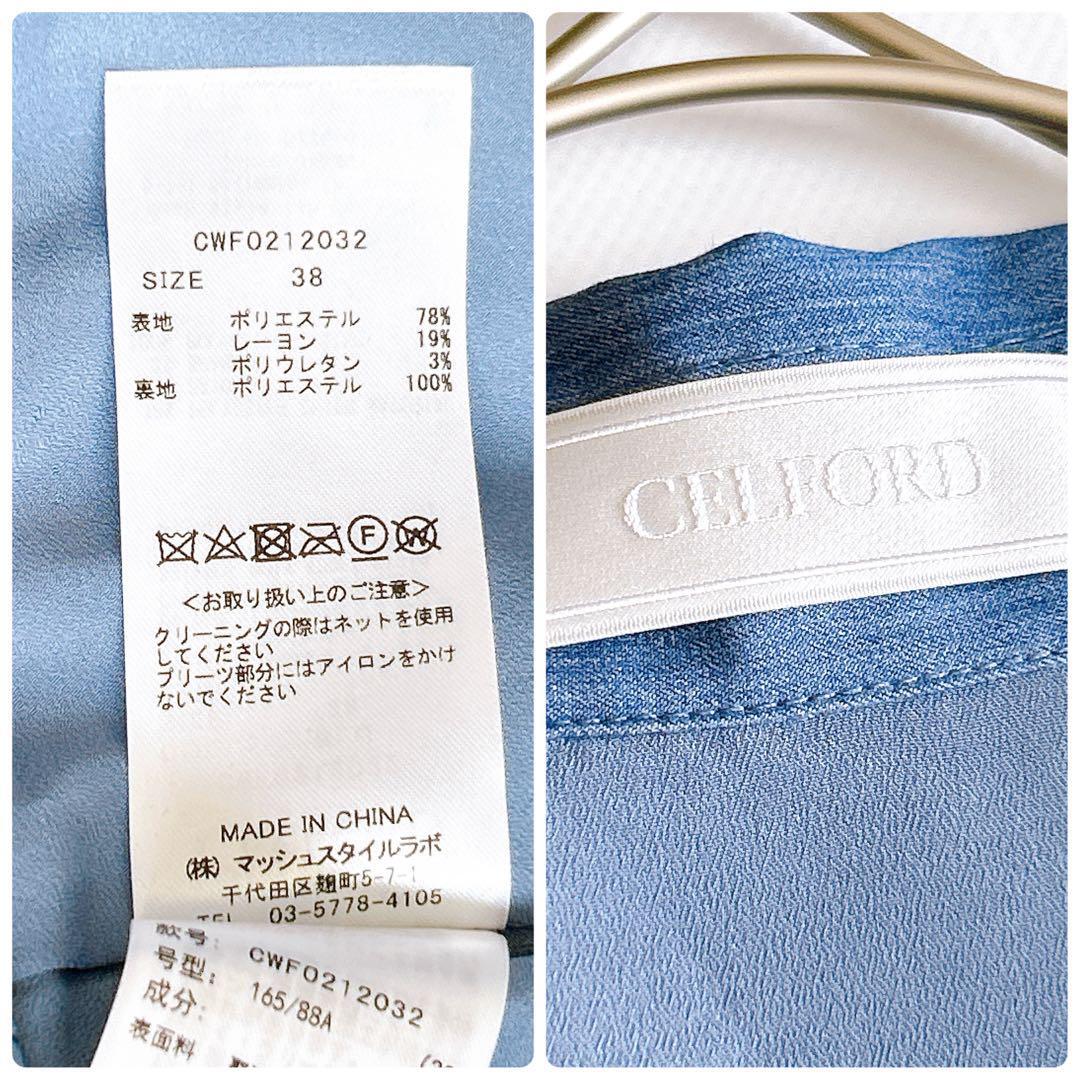 CWF0212032
SIZE 38
表地 ポリエステル 78%
レーヨン 19%
ポリウレタン 3%
裏地 ポリエステル 100%
F W
＜お取り扱い上のご注意＞
クリーニングの際はネットを使用
してください
プリーツ部分にはアイロンをかけ
ないでください
MADE IN CHINA
(株) マッシュスタイルラボ
千代田区麹町5-7-1
TEL 03-5778-4105
款号: CWF0212032
号型: 165/88A
成分:
表面料
CELFORD